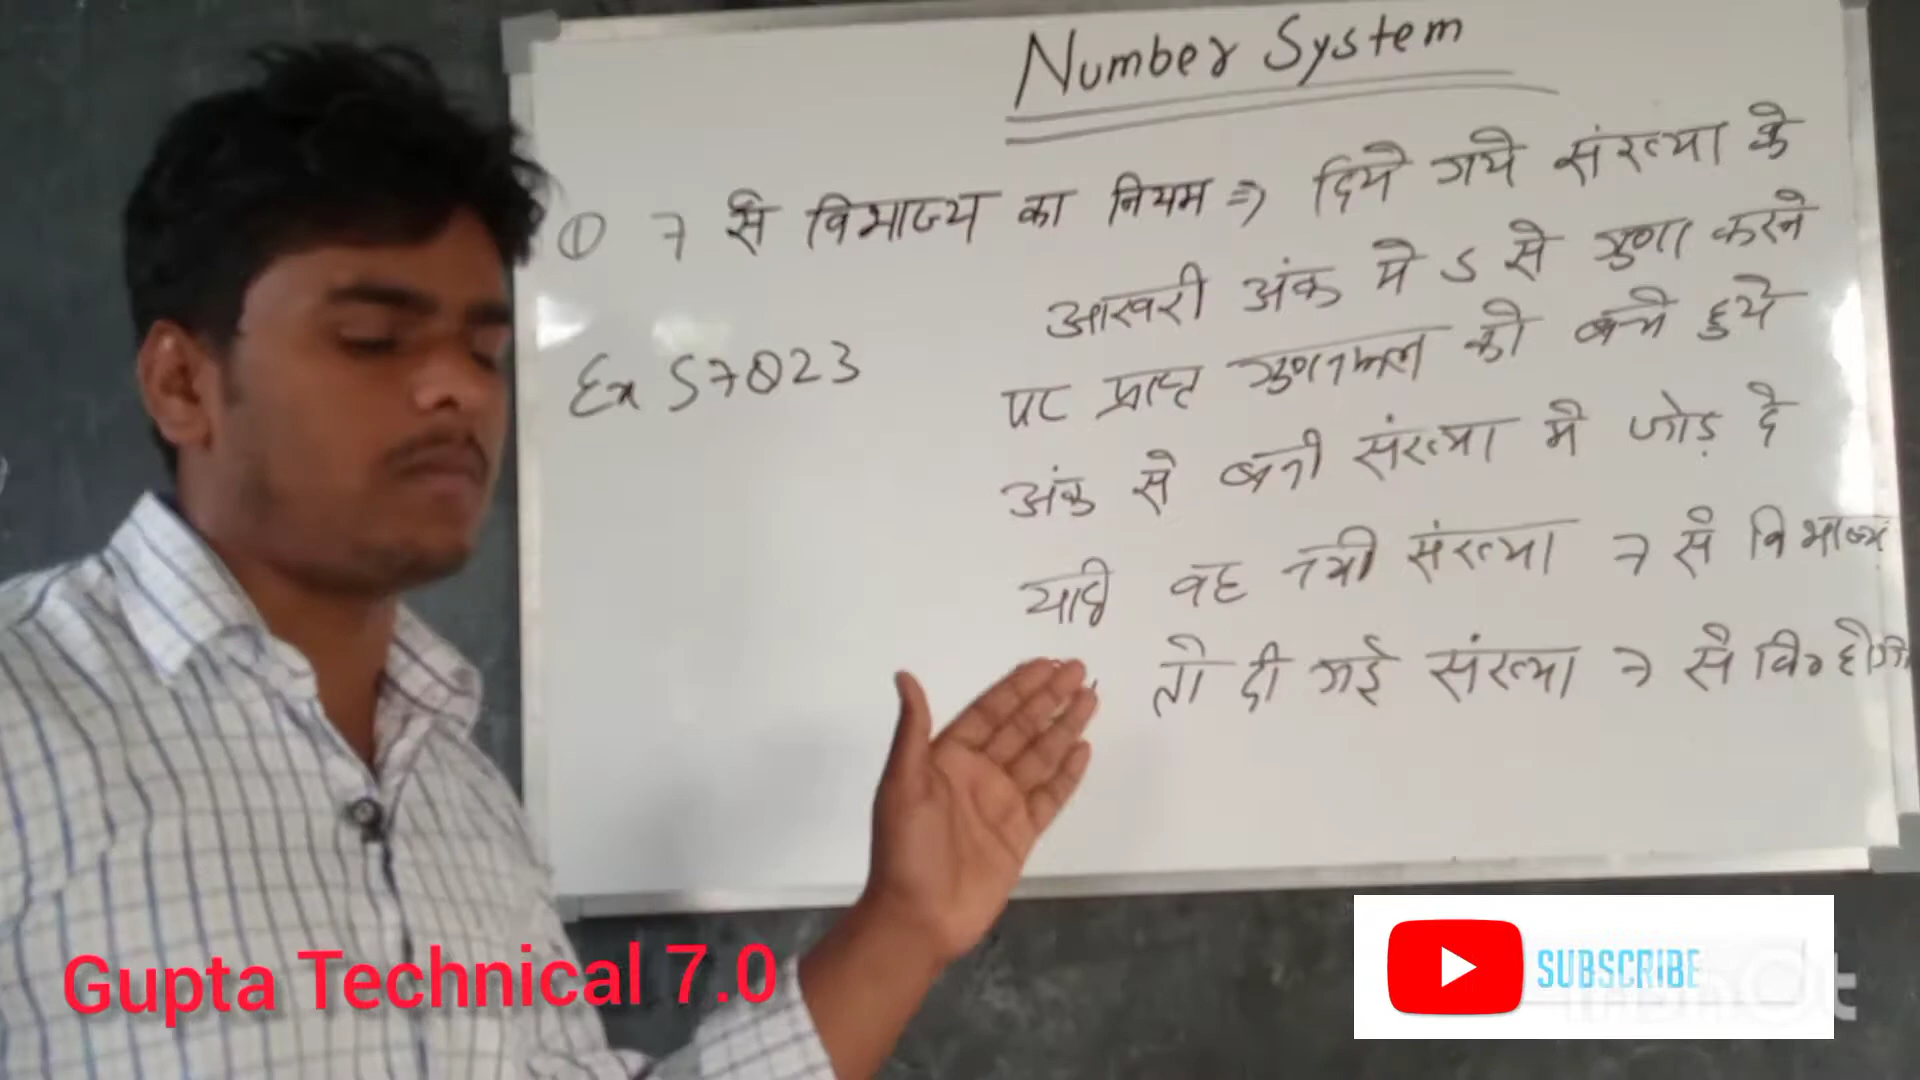 Number System
① 7 से विभाज्य का नियम ⇒ दिये गये संख्या के
आखरी अंक मे 5 से गुणा करने
पर प्राप्त गुणनफल को बचे हुये
Ex 57823
अंक से बनी संख्या मे जोड़ दे
यदि वह नयी संख्या 7 से विभाज्य
तो दी गई संख्या 7 से वि० होगी
Gupta Technical 7.0
SUBSCRIBE